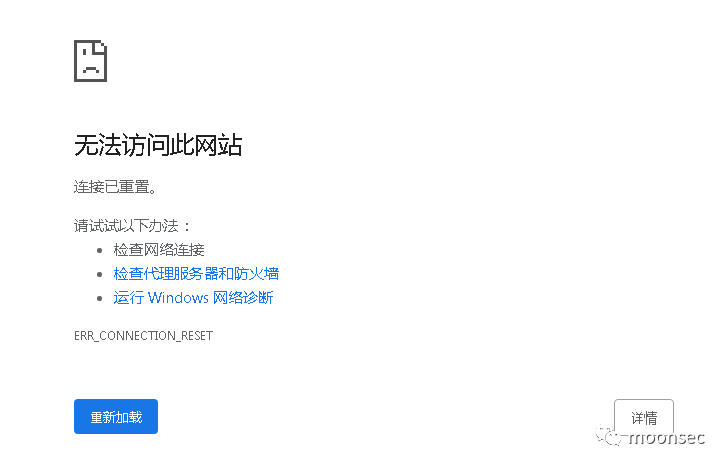 无法访问此网站
连接已重置。
请试试以下办法：
检查网络连接
检查代理服务器和防火墙
运行 Windows 网络诊断
ERR_CONNECTION_RESET
重新加载
详情
moonsec